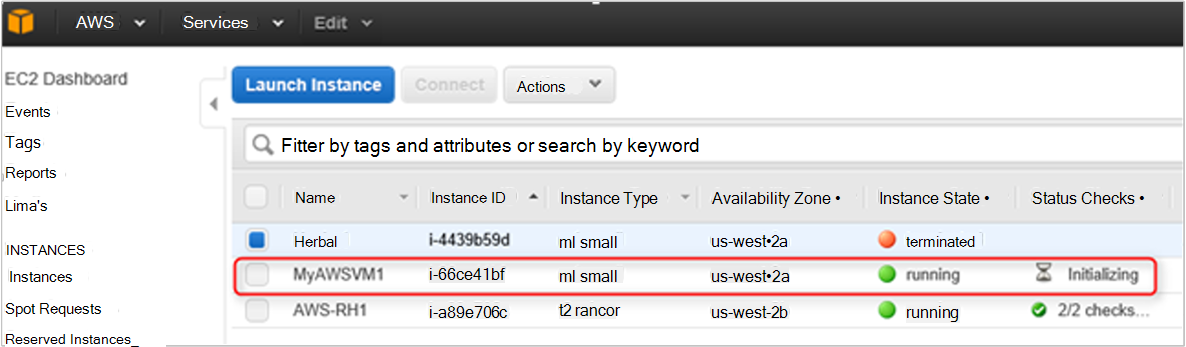 AWS Services Edit
EC2 Dashboard
Events
Tags
Reports
Lima's
INSTANCES
Instances
Spot Requests
Reserved Instances_
Launch Instance Connect Actions
Fitter by tags and attributes or search by keyword
Name Instance ID Instance Type Availability Zone • Instance State • Status Checks •
Herbal i-4439b59d ml small us-west•2a terminated
MyAWSVM1 i-66ce41bf ml small us-west•2a running Initializing
AWS-RH1 i-a89e706c t2 rancor us-west-2b running 2/2 checks...